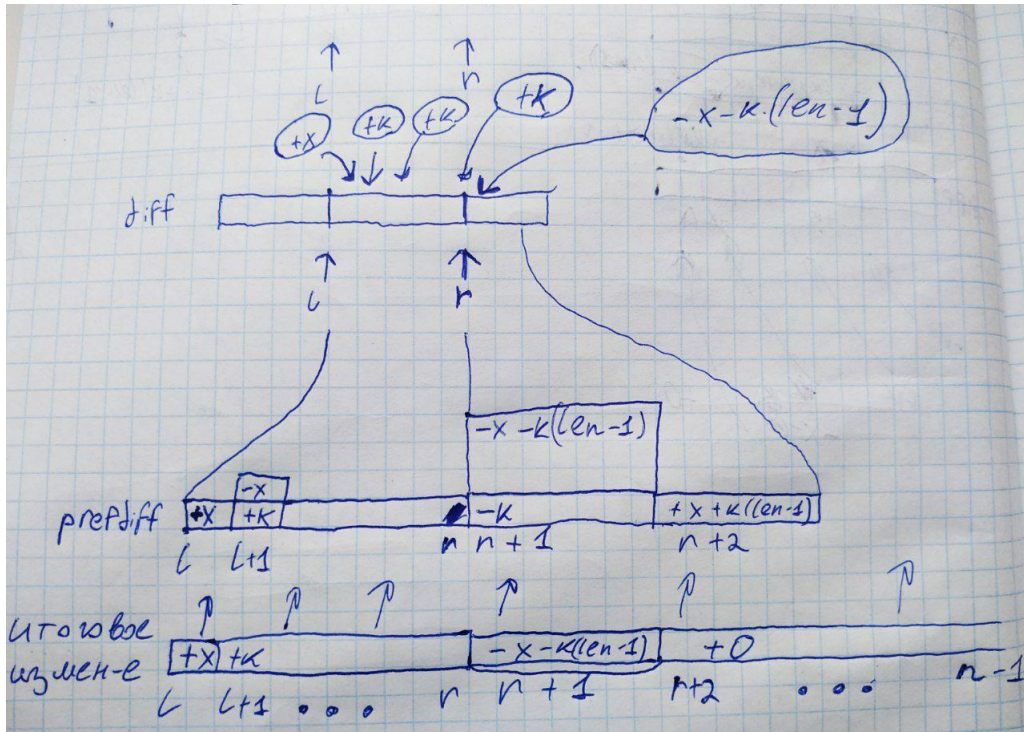 l r
+x +k +k +k -x-k·(len-1)
diff
l r
-x-k(len-1)
-x
prefdiff +x +k -k +x+k(len-1)
l l+1 r r+1 r+2
итоговое +x +k -x-k(len-1) +0
измен-е
l l+1 ... r r+1 r+2 ... n-1